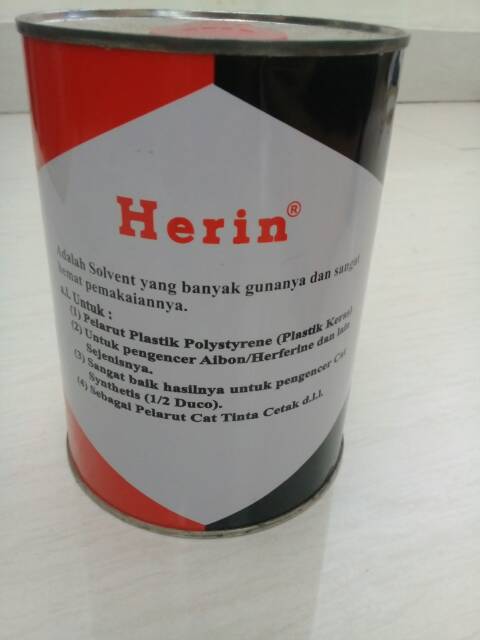 Herin®
Adalah Solvent yang banyak gunanya dan sangat
hemat pemakaiannya.
a.l. Untuk :
(1) Pelarut Plastik Polystyrene (Plastik Keras)
(2) Untuk pengencer Aibon/Herferine dan lain
Sejenisnya.
(3) Sangat baik hasilnya untuk pengencer Cat
Synthetis (1/2 Duco).
(4) Sebagai Pelarut Cat Tinta Cetak d.l.l.